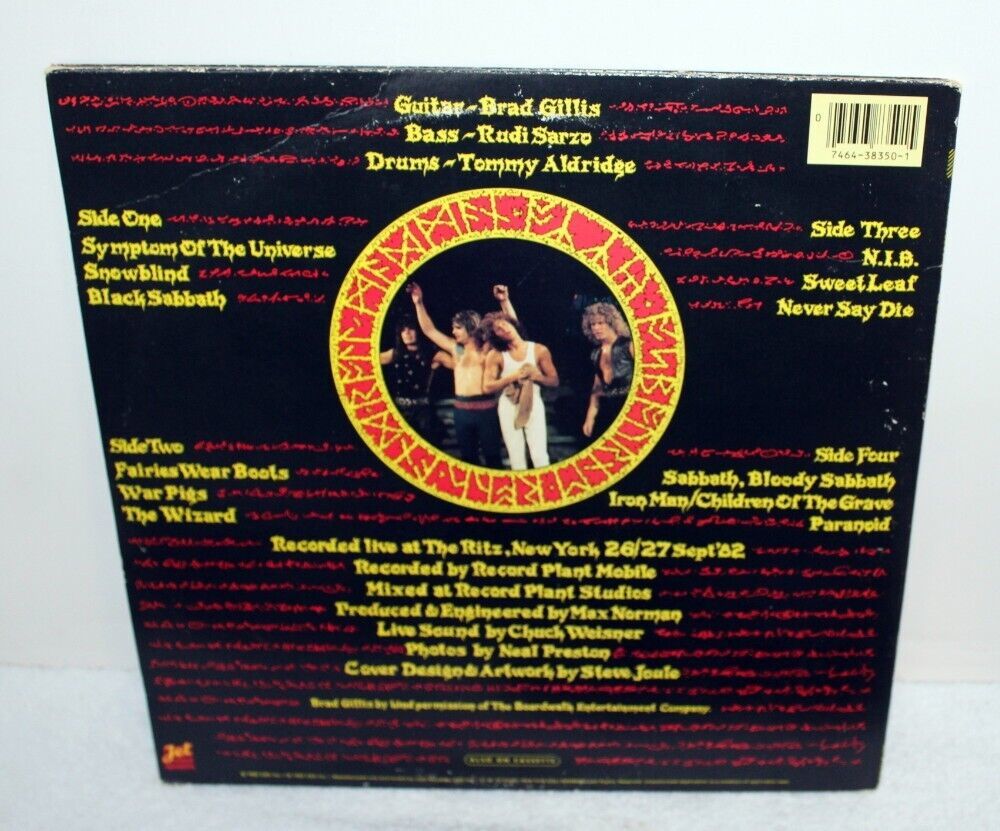 Guitar~Brad Gillis
Bass~Rudi Sarzo
Drums~Tommy Aldridge
0
7464-38350-1
Side One
Symptom Of The Universe
Snowblind
Black Sabbath
Side Three
N.I.B.
Sweet Leaf
Never Say Die
Side Two
Fairies Wear Boots
War Pigs
The Wizard
Side Four
Sabbath, Bloody Sabbath
Iron Man/Children Of The Grave
Paranoid
Recorded live at The Ritz, New York 26/27 Sept'82
Recorded by Record Plant Mobile
Mixed at Record Plant Studios
Produced & Engineered by Max Norman
Live Sound by Chuck Weisner
Photos by Neal Preston
Cover Design & Artwork by Steve Joule
Brad Gillis by kind permission of The Boardwalk Entertainment Company.
Jet
ALSO ON CASSETTE